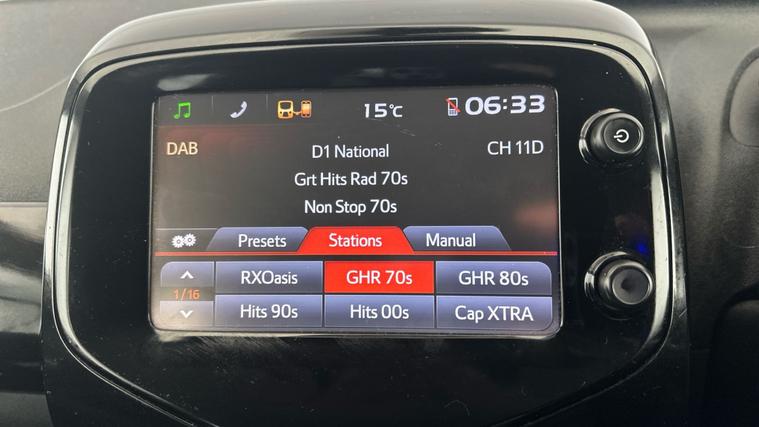 15°C 06:33
DAB D1 National CH 11D
Grt Hits Rad 70s
Non Stop 70s
Presets Stations Manual
RXOasis GHR 70s GHR 80s
1/16
Hits 90s Hits 00s Cap XTRA